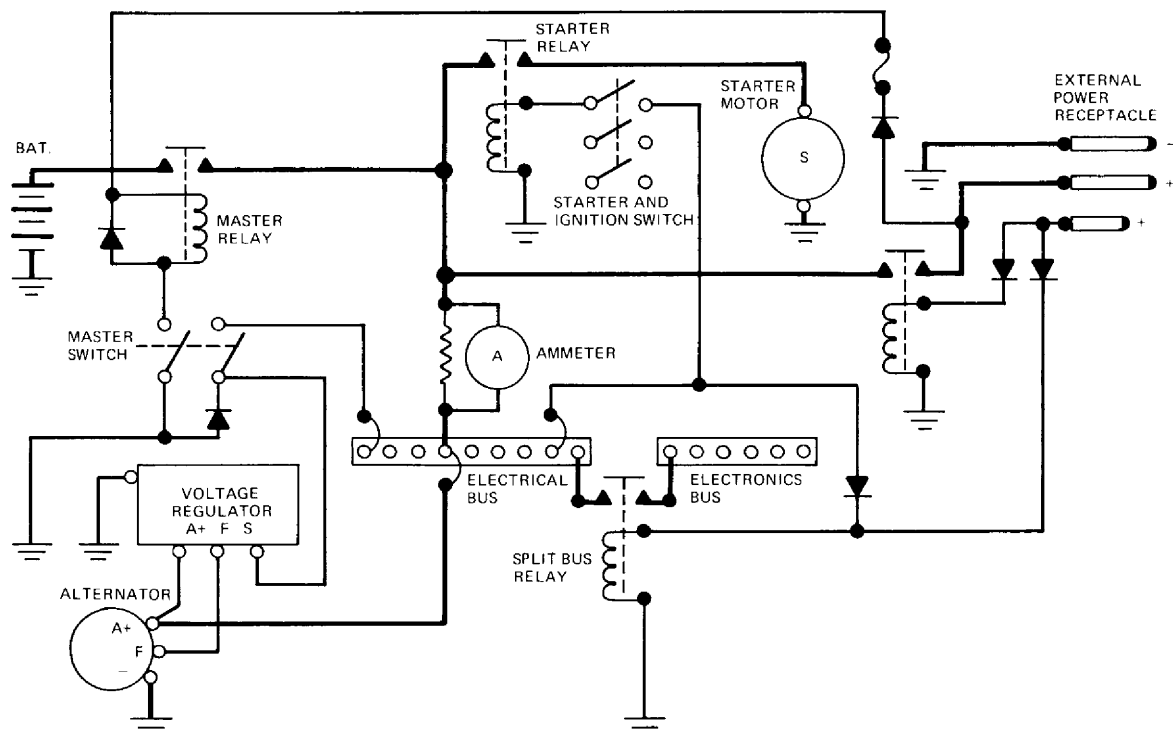 STARTER
RELAY
STARTER
MOTOR
EXTERNAL
POWER
RECEPTACLE
BAT.
S
-
+
+
STARTER AND
IGNITION SWITCH
MASTER
RELAY
MASTER
SWITCH
A
AMMETER
ELECTRICAL
BUS
ELECTRONICS
BUS
VOLTAGE
REGULATOR
A+ F S
SPLIT BUS
RELAY
ALTERNATOR
A+
F
-